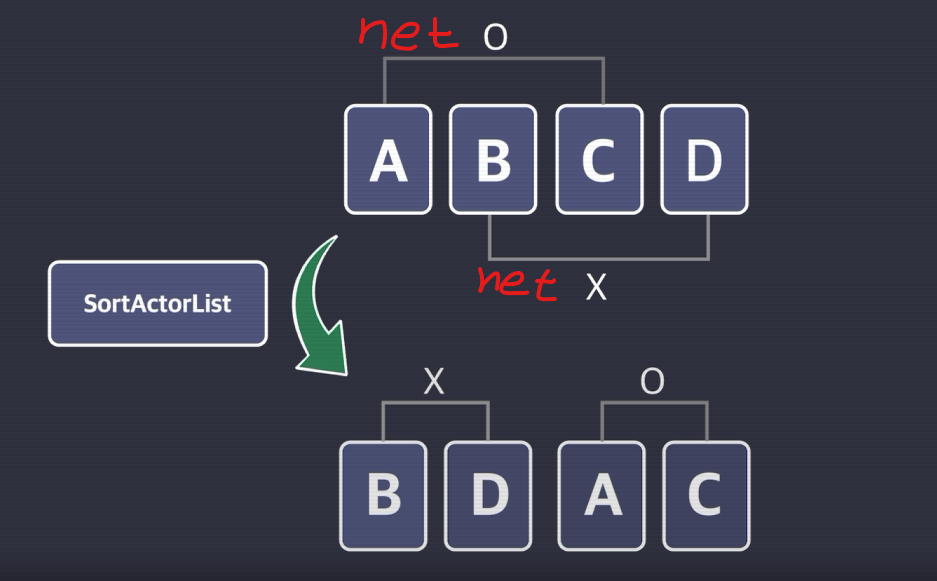 net O
A B C D
net X
SortActorList
X O
B D A C